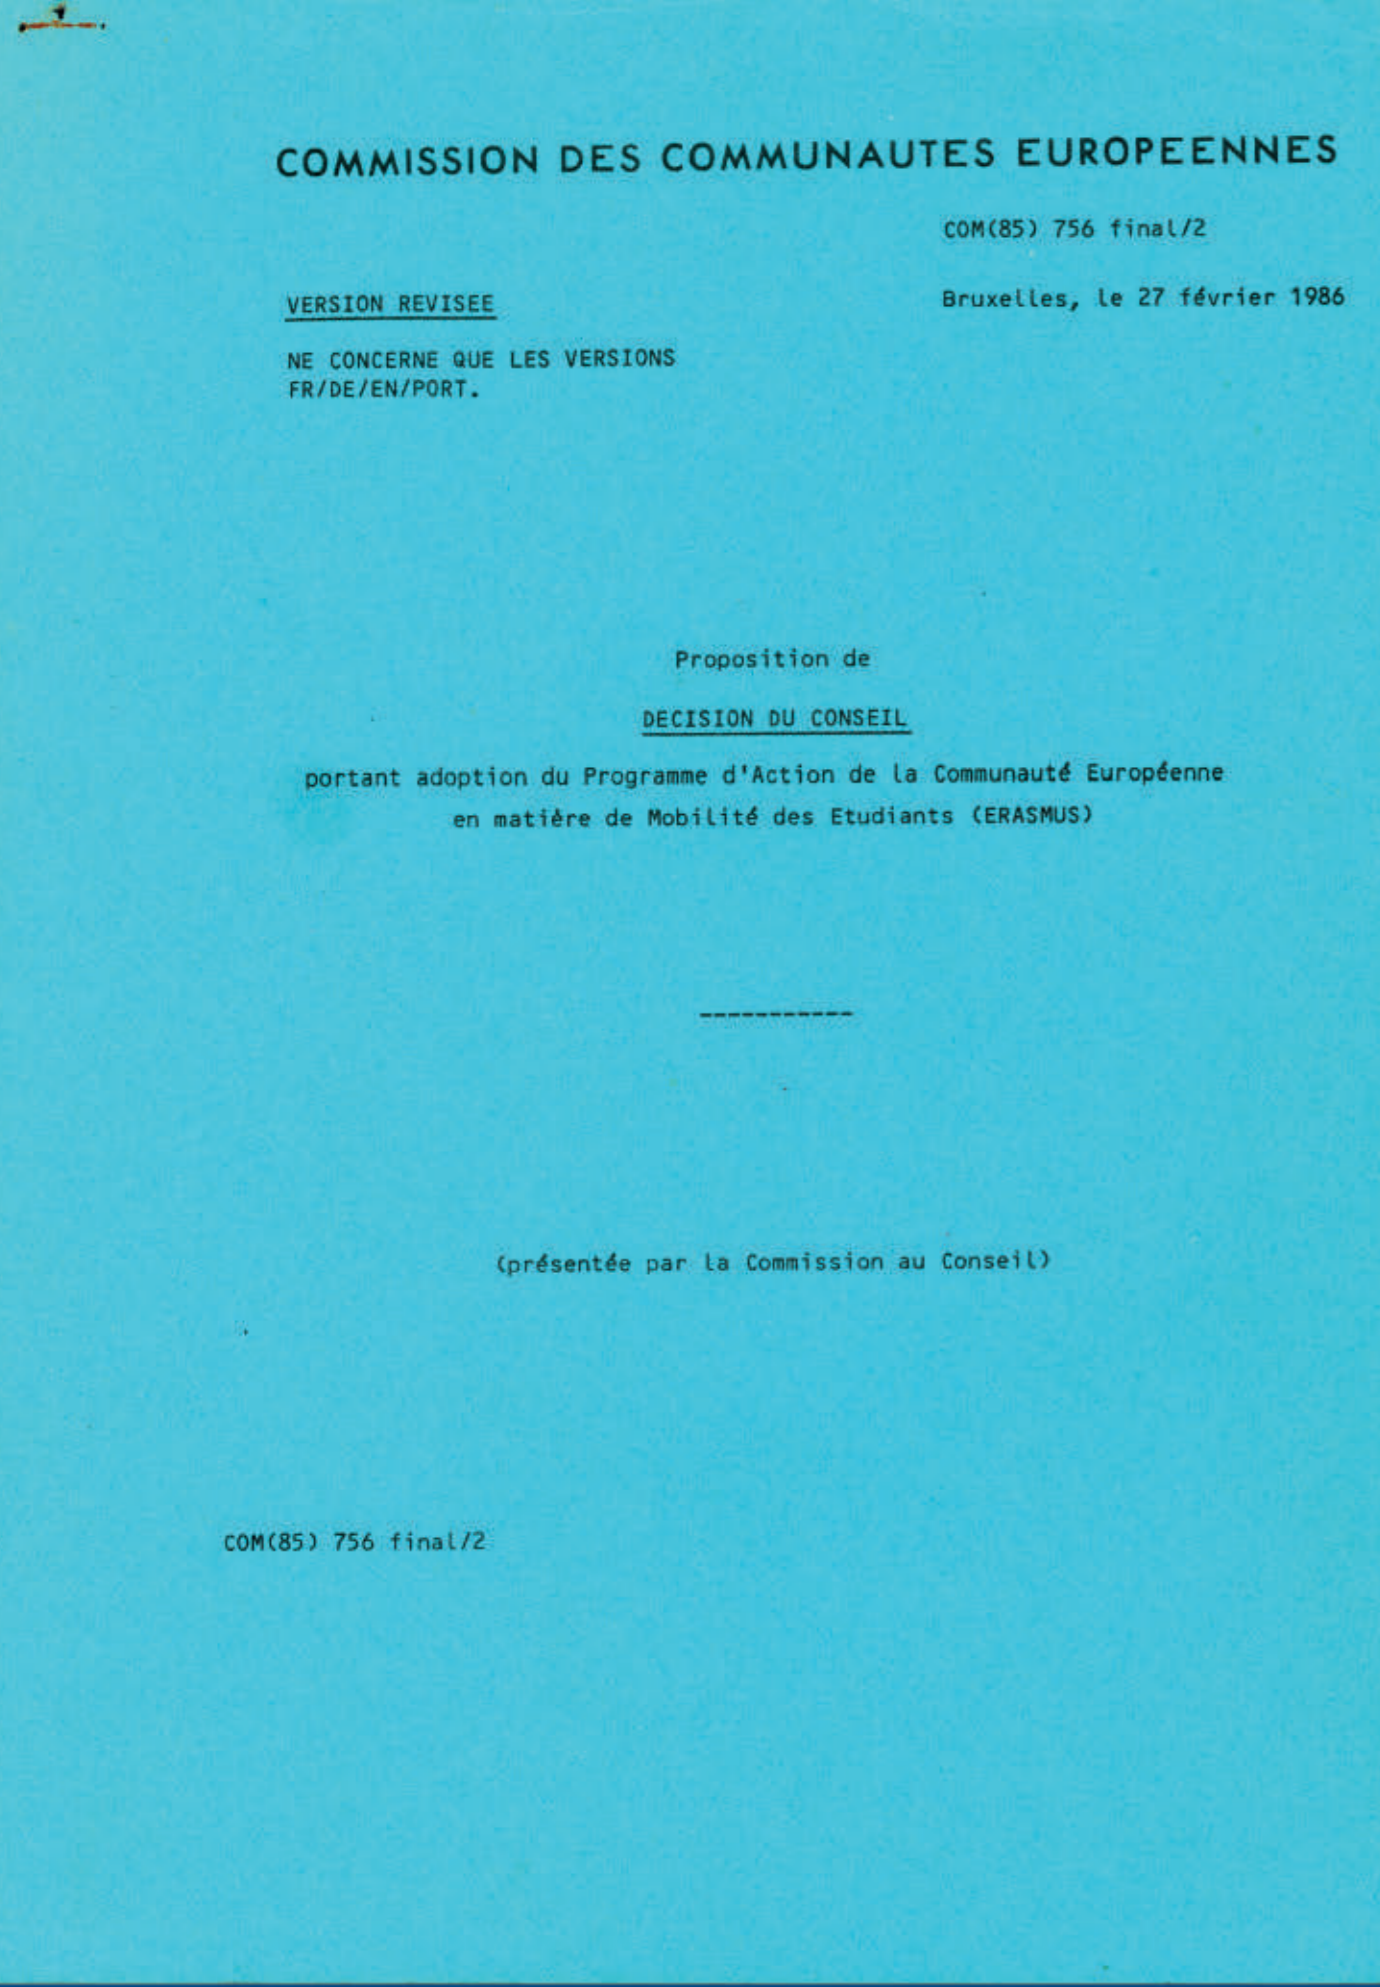 COMMISSION DES COMMUNAUTES EUROPEENNES
COM(85) 756 final/2
VERSION REVISEE
Bruxelles, le 27 février 1986
NE CONCERNE QUE LES VERSIONS
FR/DE/EN/PORT.
Proposition de
DECISION DU CONSEIL
portant adoption du Programme d'Action de la Communauté Européenne
en matière de Mobilité des Etudiants (ERASMUS)
-----------
(présentée par la Commission au Conseil)
COM(85) 756 final/2